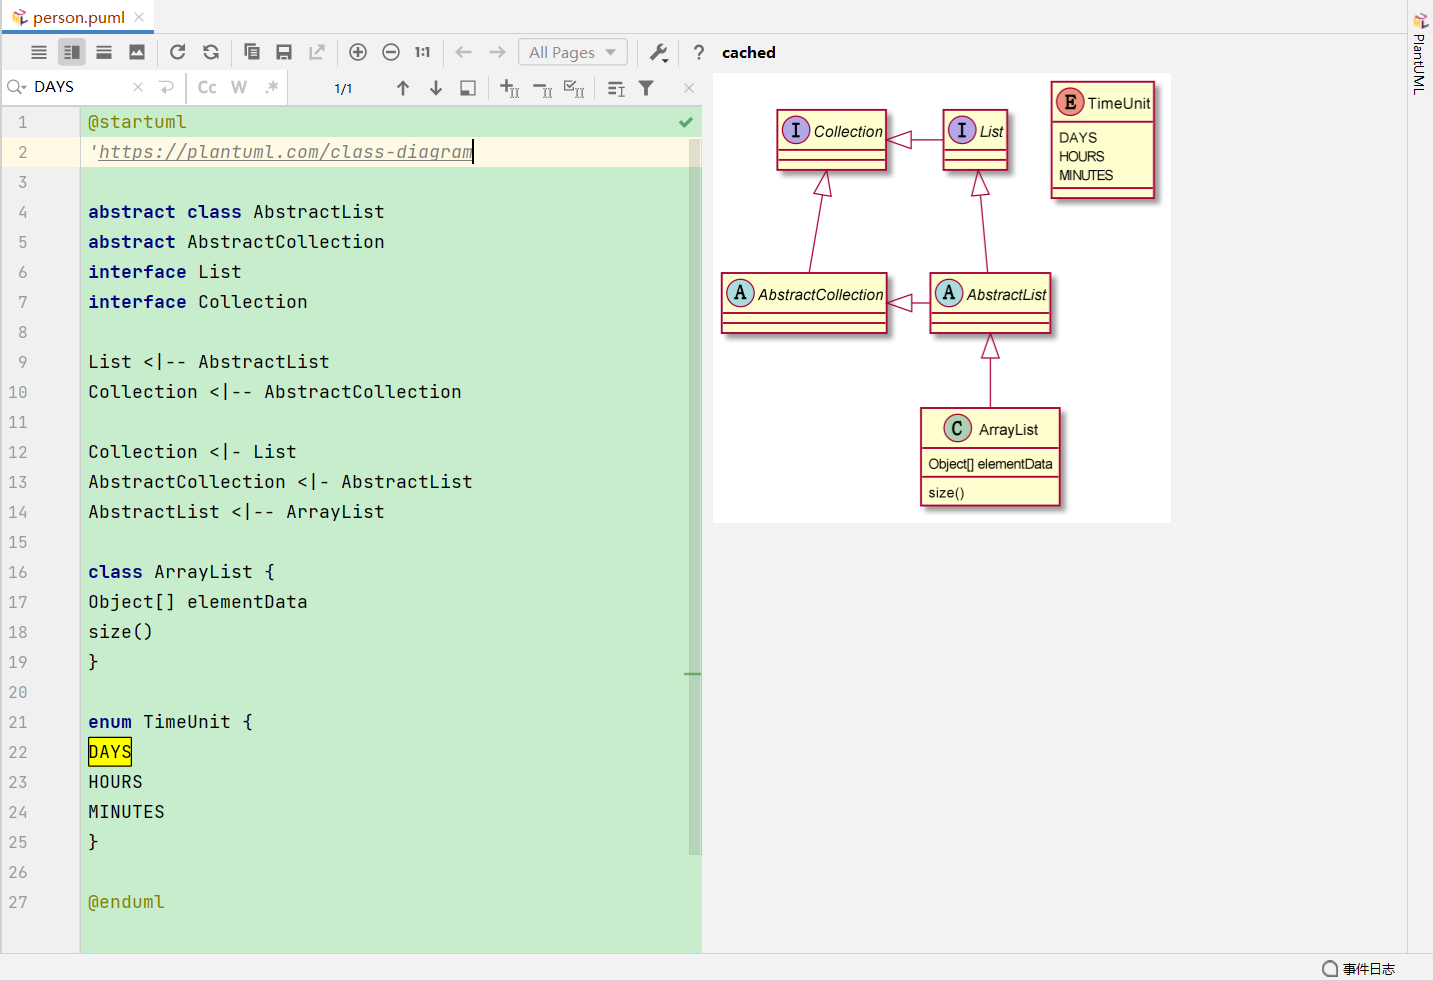 person.puml
1:1
All Pages
?
cached
DAYS
Cc
W
.*
1/1
1 @startuml
2 'https://plantuml.com/class-diagram
3
4 abstract class AbstractList
5 abstract AbstractCollection
6 interface List
7 interface Collection
8
9 List <|-- AbstractList
10 Collection <|-- AbstractCollection
11
12 Collection <|- List
13 AbstractCollection <|- AbstractList
14 AbstractList <|-- ArrayList
15
16 class ArrayList {
17 Object[] elementData
18 size()
19 }
20
21 enum TimeUnit {
22 DAYS
23 HOURS
24 MINUTES
25 }
26
27 @enduml
I Collection
I List
E TimeUnit
DAYS
HOURS
MINUTES
A AbstractCollection
A AbstractList
C ArrayList
Object[] elementData
size()
PlantUML
事件日志